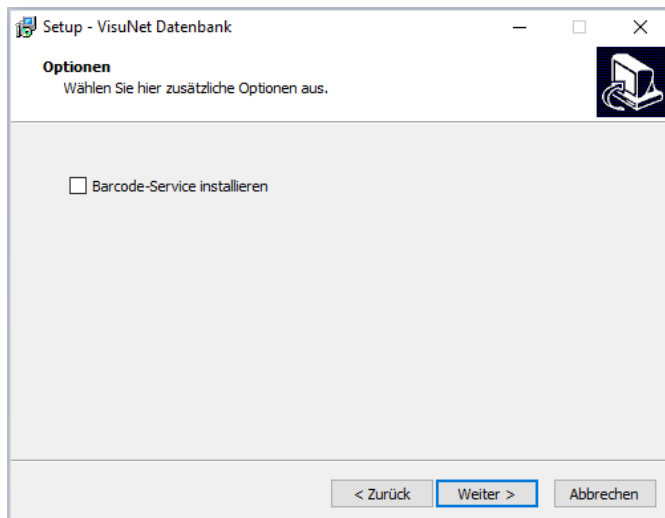 Setup - VisuNet Datenbank
Optionen
Wählen Sie hier zusätzliche Optionen aus.
Barcode-Service installieren
< Zurück
Weiter >
Abbrechen